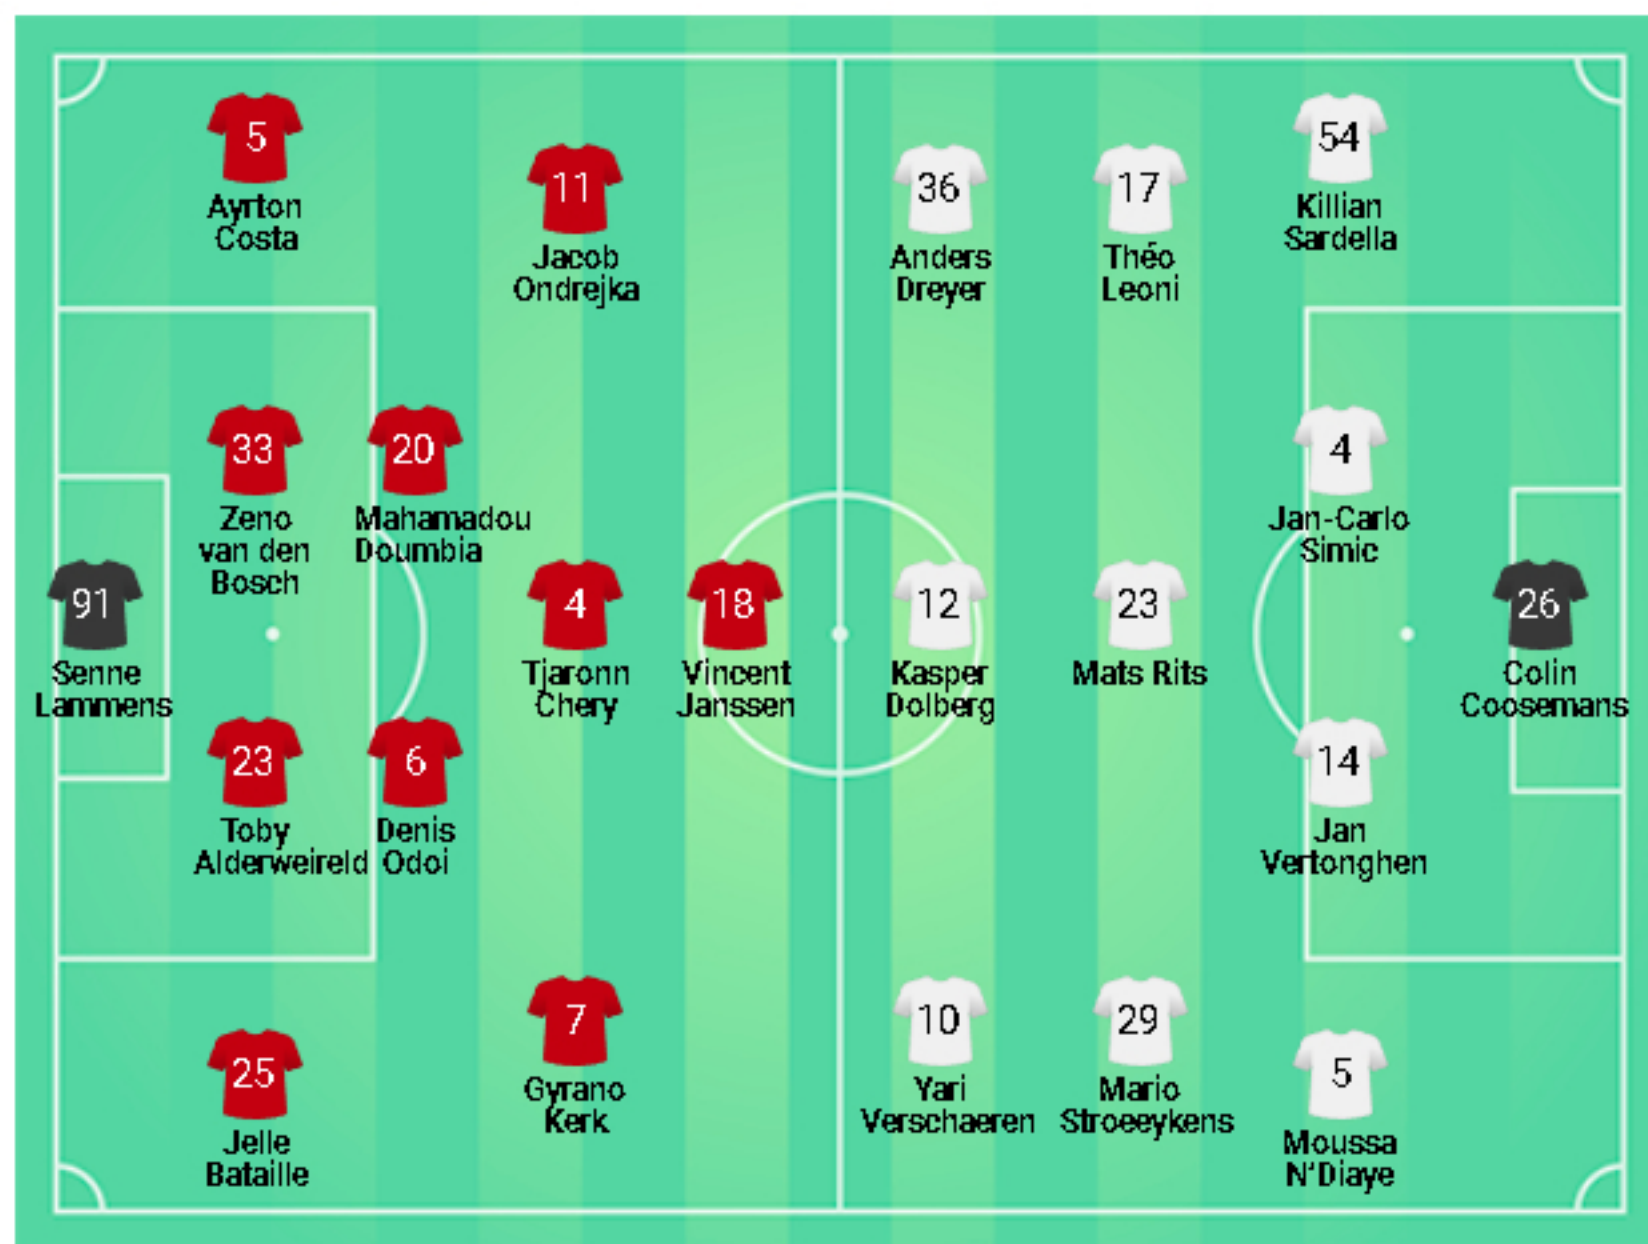 5
Ayrton
Costa
11
Jacob
Ondrejka
36
Anders
Dreyer
17
Théo
Leoni
54
Killian
Sardella
33
Zeno
van den
Bosch
20
Mahamadou
Doumbia
4
Jan-Carlo
Simic
91
Senne
Lammens
4
Tjaronn
Chery
18
Vincent
Janssen
12
Kasper
Dolberg
23
Mats Rits
26
Colin
Coosemans
23
Toby
Alderweireld
6
Denis
Odoi
14
Jan
Vertonghen
25
Jelle
Bataille
7
Gyrano
Kerk
10
Yari
Verschaeren
29
Mario
Stroeeykens
5
Moussa
N'Diaye